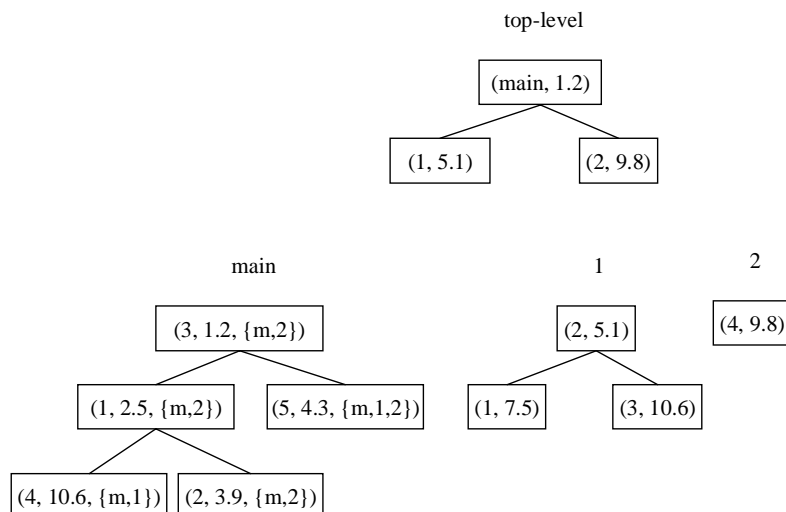 top-level
(main, 1.2)
(1, 5.1) (2, 9.8)
main 1 2
(3, 1.2, {m,2}) (2, 5.1) (4, 9.8)
(1, 2.5, {m,2}) (5, 4.3, {m,1,2}) (1, 7.5) (3, 10.6)
(4, 10.6, {m,1}) (2, 3.9, {m,2})